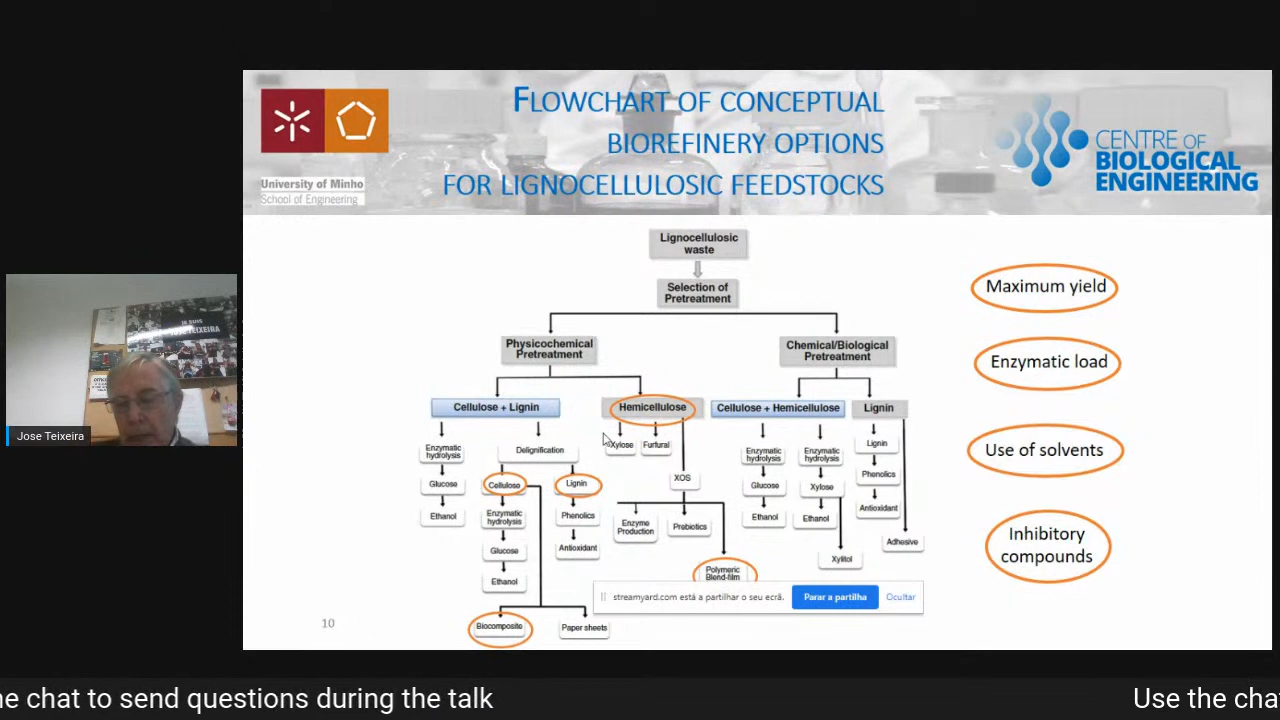 FLOWCHART OF CONCEPTUAL
BIOREFINERY OPTIONS
FOR LIGNOCELLULOSIC FEEDSTOCKS
University of Minho
School of Engineering
CENTRE OF
BIOLOGICAL
ENGINEERING
Lignocellulosic
waste
Selection of
Pretreatment
Physicochemical
Pretreatment
Chemical/Biological
Pretreatment
Cellulose + Lignin
Hemicellulose
Cellulose + Hemicellulose
Lignin
Enzymatic
hydrolysis
Glucose
Ethanol
Delignification
Cellulose
Enzymatic
hydrolysis
Glucose
Ethanol
Biocomposite
Paper sheets
Lignin
Phenolics
Antioxidant
Xylose
Furfural
XOS
Enzyme
Production
Prebiotics
Polymeric
Blend-film
Enzymatic
hydrolysis
Glucose
Ethanol
Enzymatic
hydrolysis
Xylose
Ethanol
Xylitol
Lignin
Phenolics
Antioxidant
Adhesive
Maximum yield
Enzymatic load
Use of solvents
Inhibitory
compounds
streamyard.com está a partilhar o seu ecrã.
Parar a partilha
Ocultar
10
JE SUIS
TEIXEIRA
Jose Teixeira
he chat to send questions during the talk
Use the cha